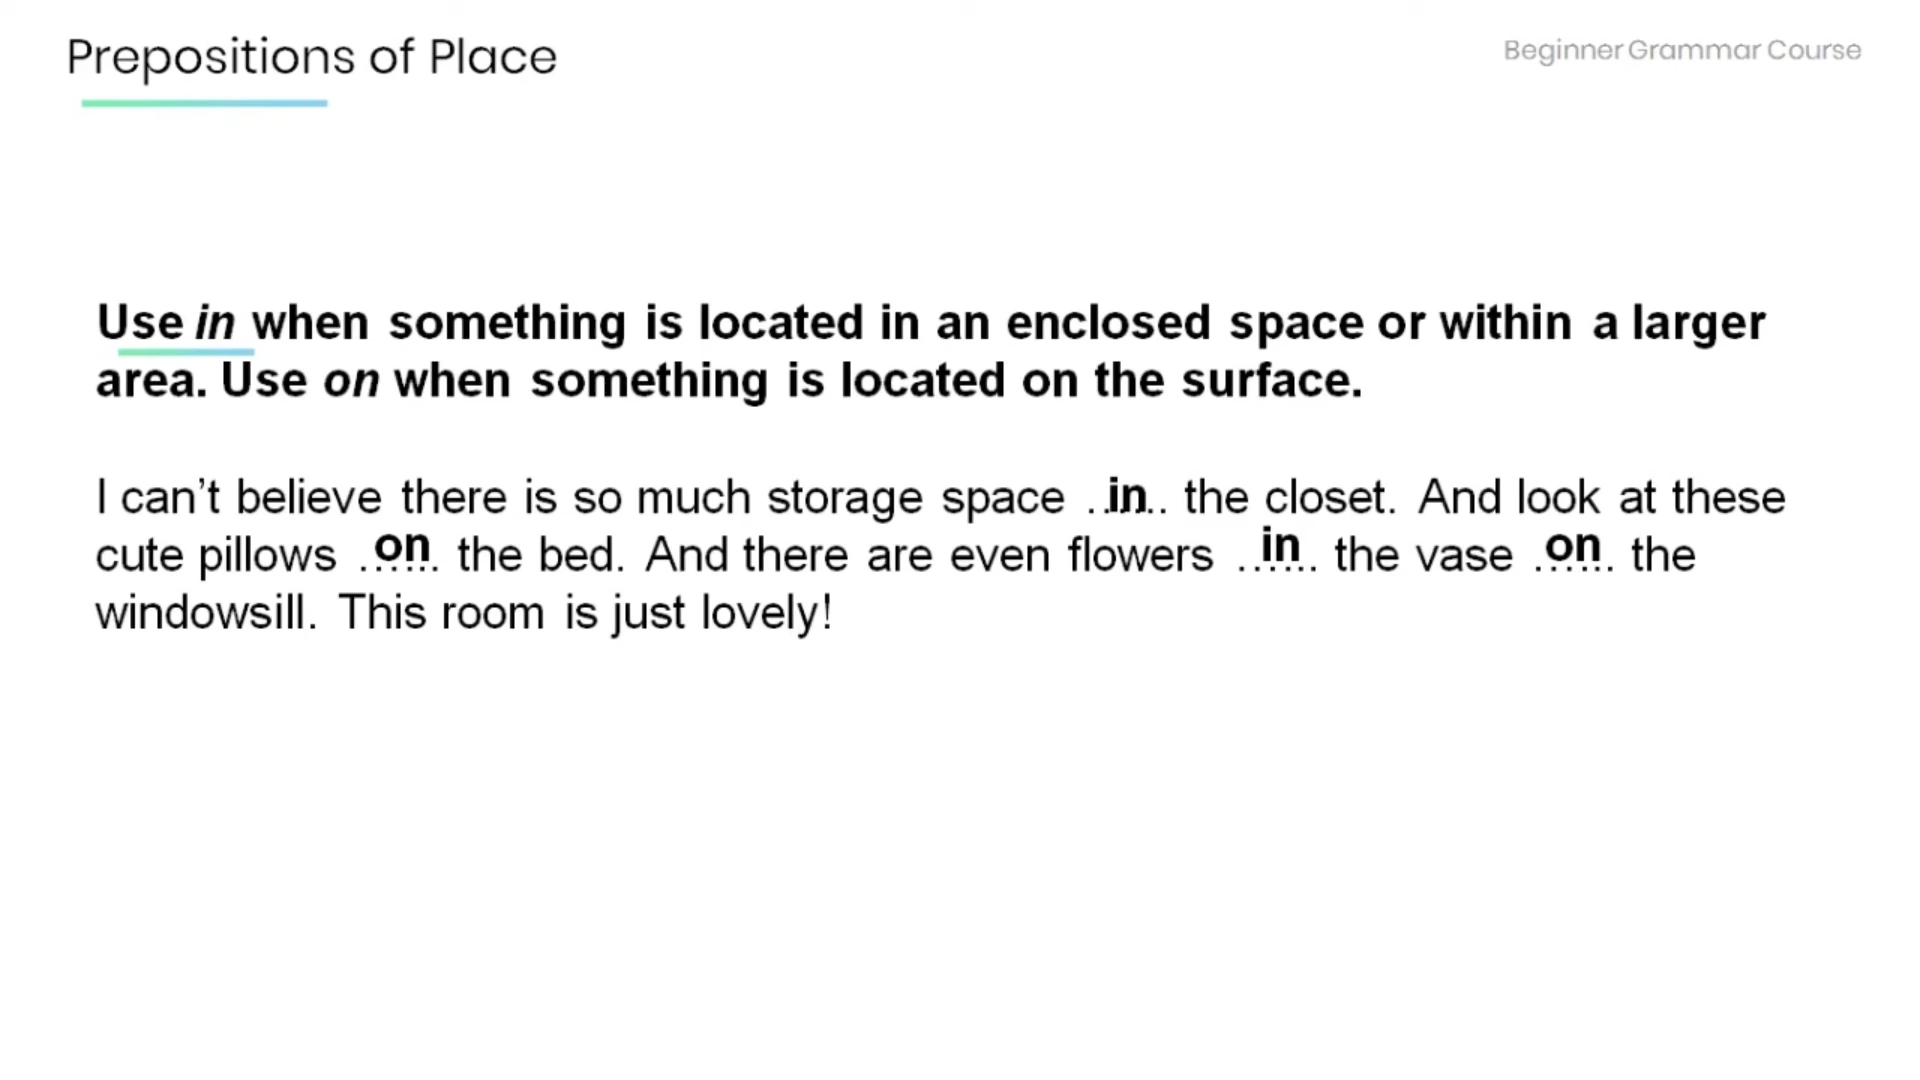 Prepositions of Place
Beginner Grammar Course
Use in when something is located in an enclosed space or within a larger
area. Use on when something is located on the surface.
I can't believe there is so much storage space ..in.. the closet. And look at these
cute pillows ..on.. the bed. And there are even flowers ..in.. the vase ..on.. the
windowsill. This room is just lovely!